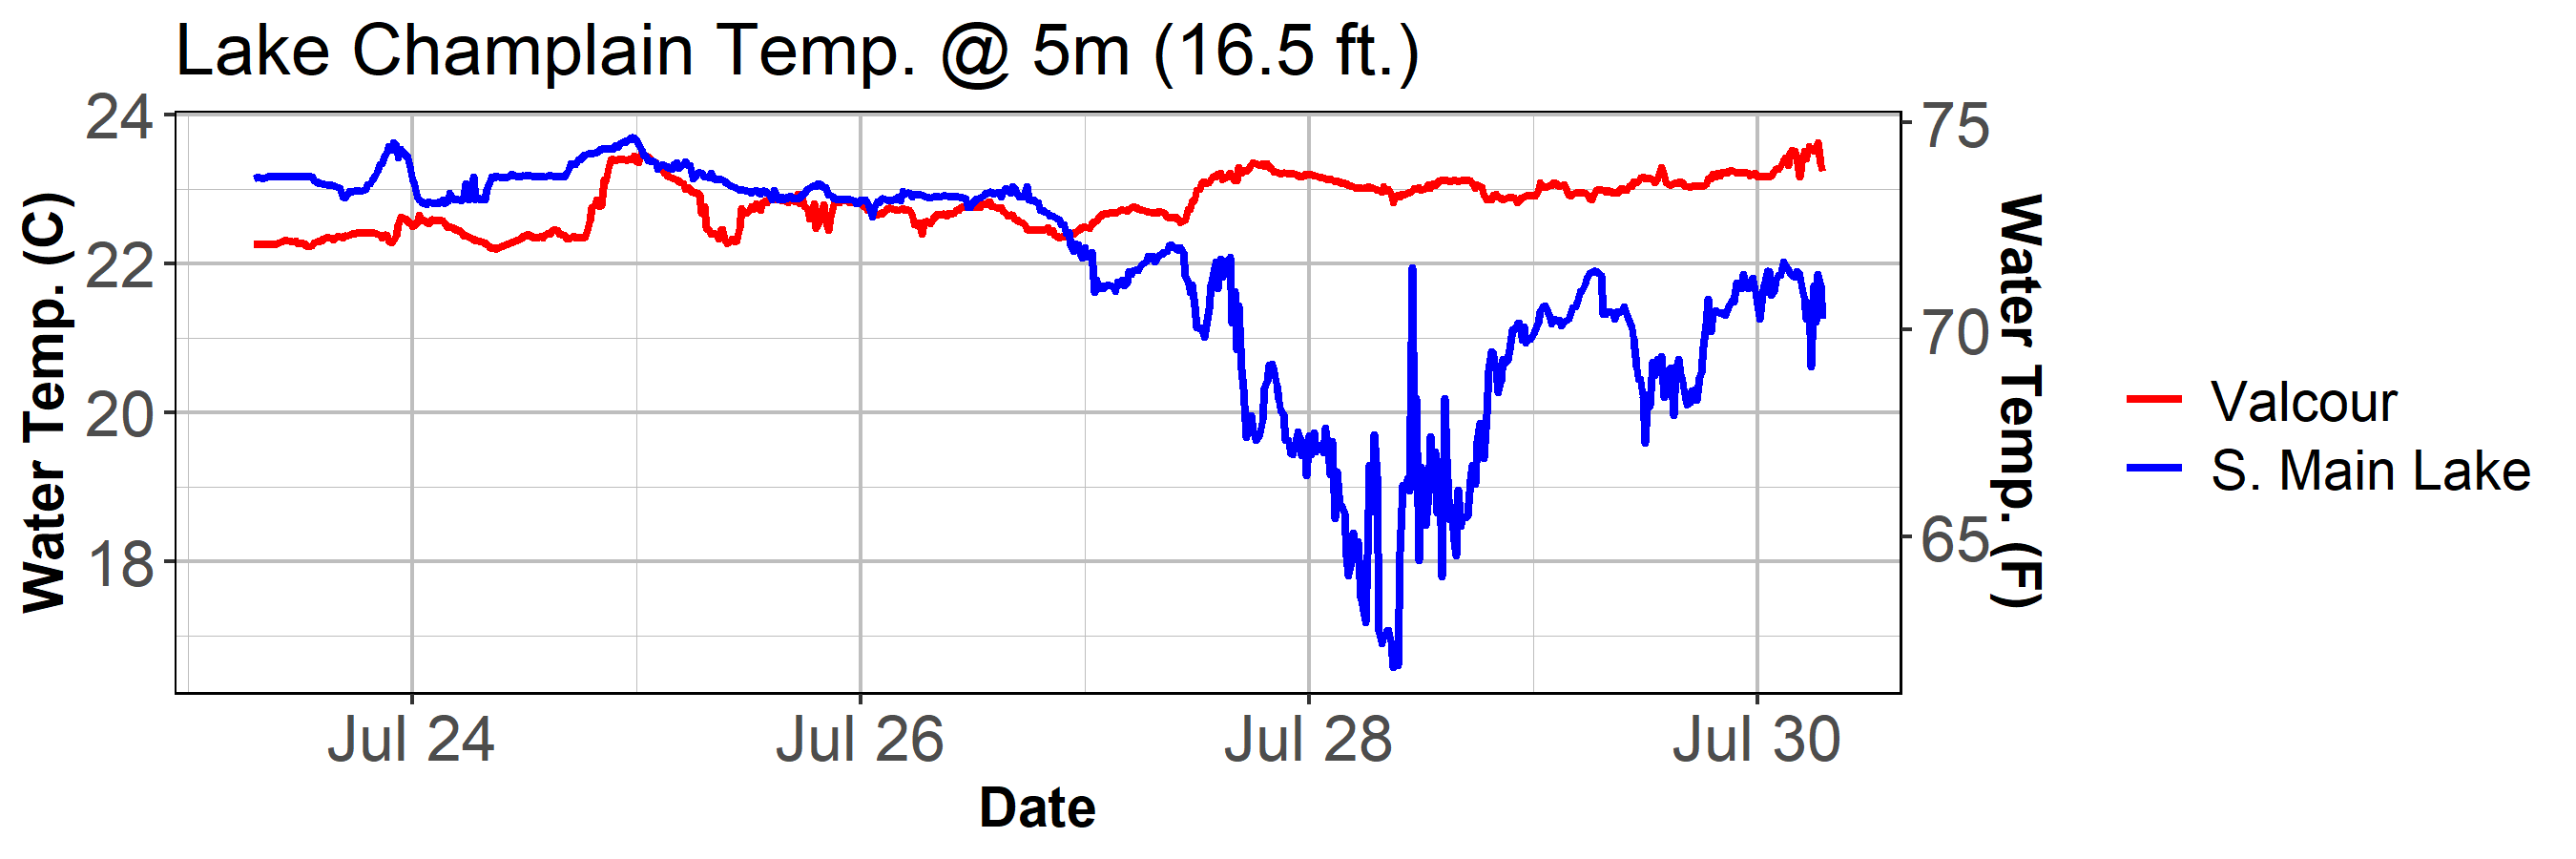 Lake Champlain Temp. @ 5m (16.5 ft.)
24
22
20
18
Water Temp. (C)
75
70
65
Water Temp. (F)
Jul 24
Jul 26
Jul 28
Jul 30
Date
Valcour
S. Main Lake